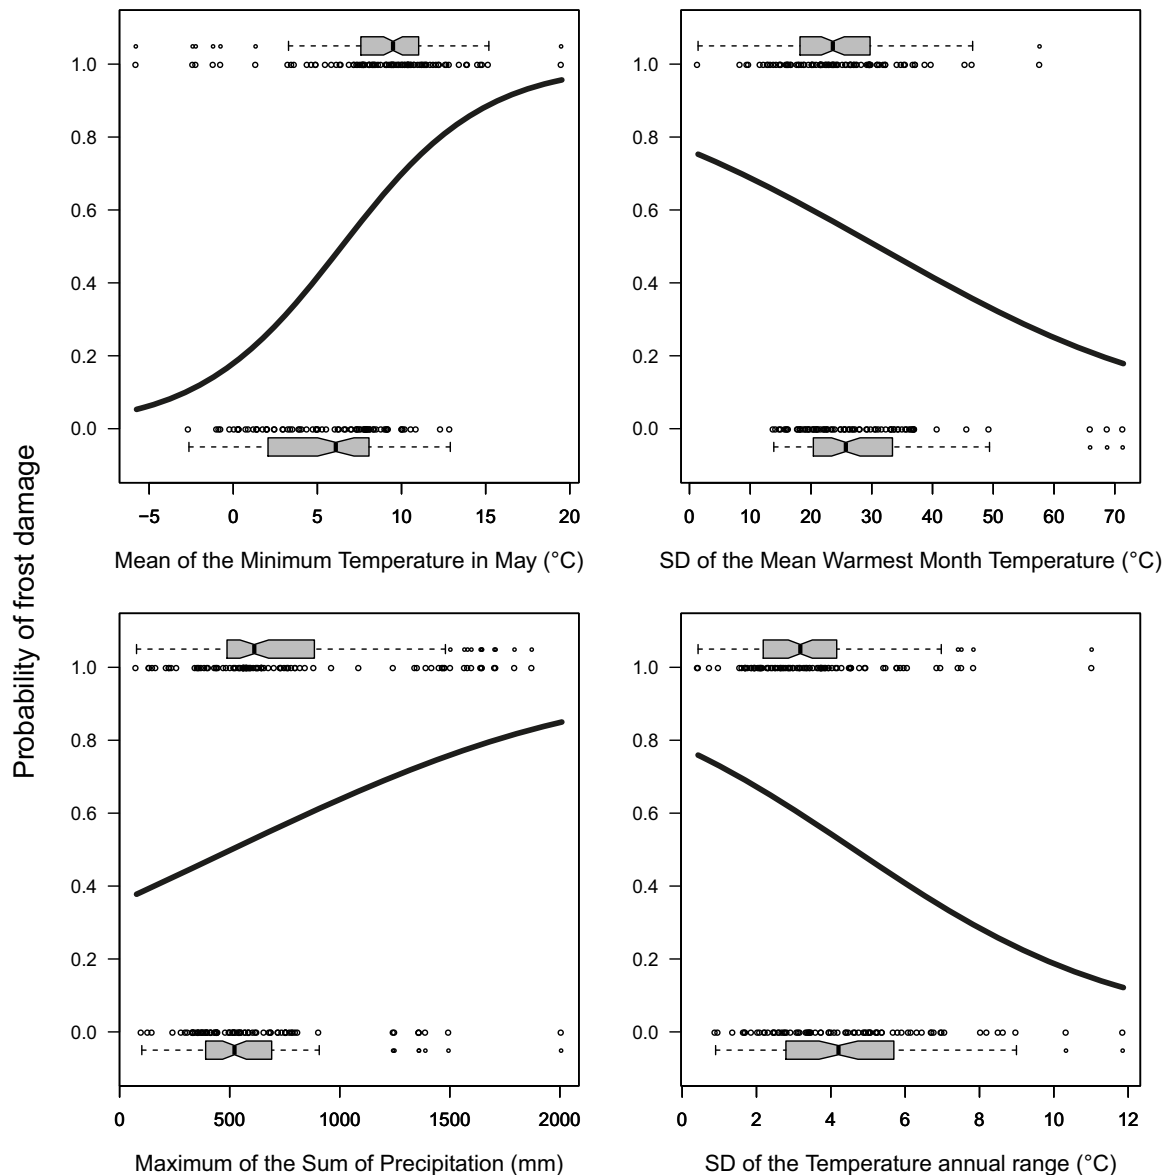 Probability of frost damage
1.0
0.8
0.6
0.4
0.2
0.0
−5 0 5 10 15 20
Mean of the Minimum Temperature in May (°C)
1.0
0.8
0.6
0.4
0.2
0.0
0 10 20 30 40 50 60 70
SD of the Mean Warmest Month Temperature (°C)
1.0
0.8
0.6
0.4
0.2
0.0
0 500 1000 1500 2000
Maximum of the Sum of Precipitation (mm)
1.0
0.8
0.6
0.4
0.2
0.0
0 2 4 6 8 10 12
SD of the Temperature annual range (°C)